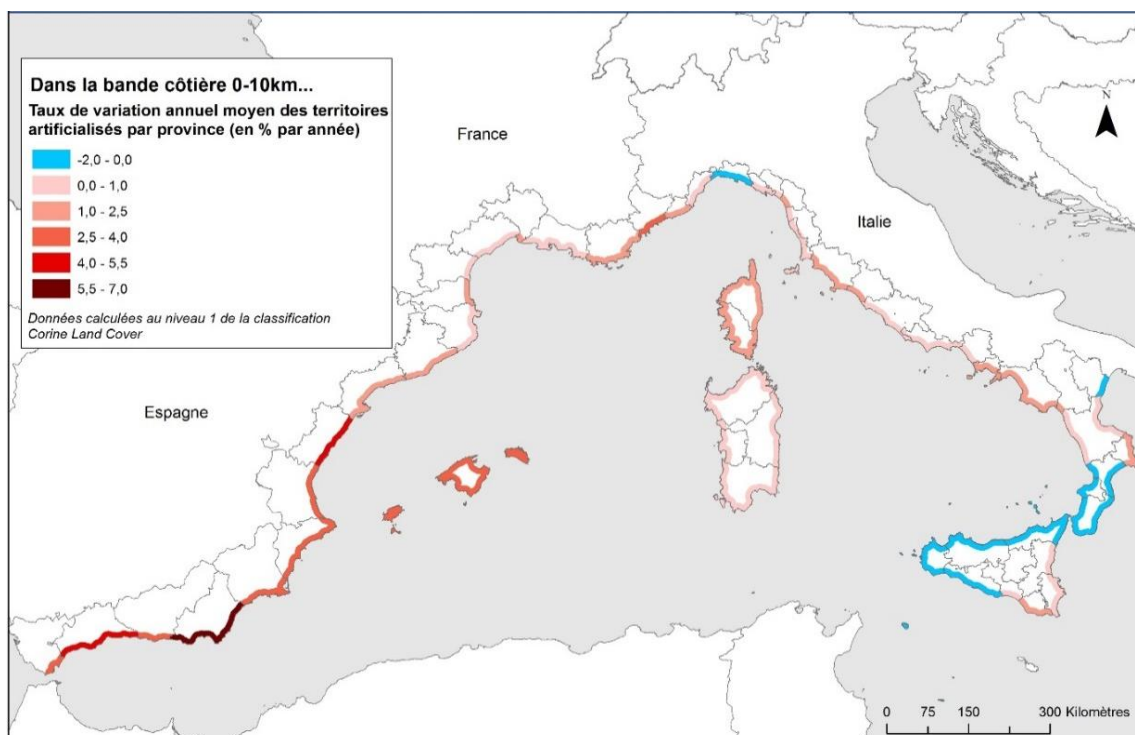 Dans la bande côtière 0-10km...
Taux de variation annuel moyen des territoires
artificialisés par province (en % par année)
-2,0 - 0,0
0,0 - 1,0
1,0 - 2,5
2,5 - 4,0
4,0 - 5,5
5,5 - 7,0
Données calculées au niveau 1 de la classification
Corine Land Cover
France
N
Italie
Espagne
0 75 150 300 Kilomètres